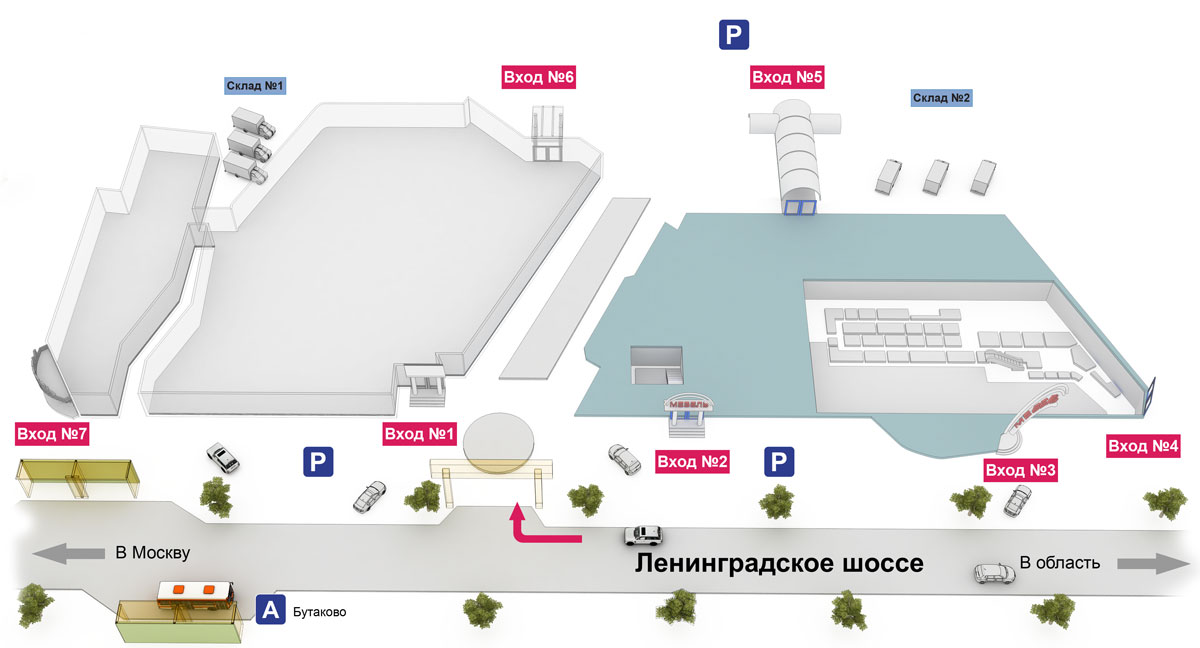 P
Вход №6
Вход №5
Склад №1
Склад №2
МЕБЕЛЬ
Вход №7
Вход №1
Вход №2
Вход №3
Вход №4
P
P
В Москву
Ленинградское шоссе
В область
A
Бутаково